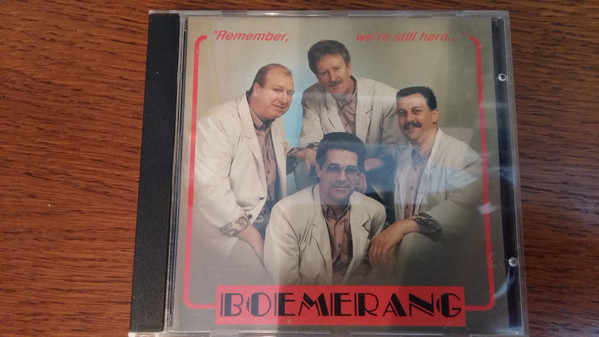 "Remember, we're still here..."
BOEMERANG